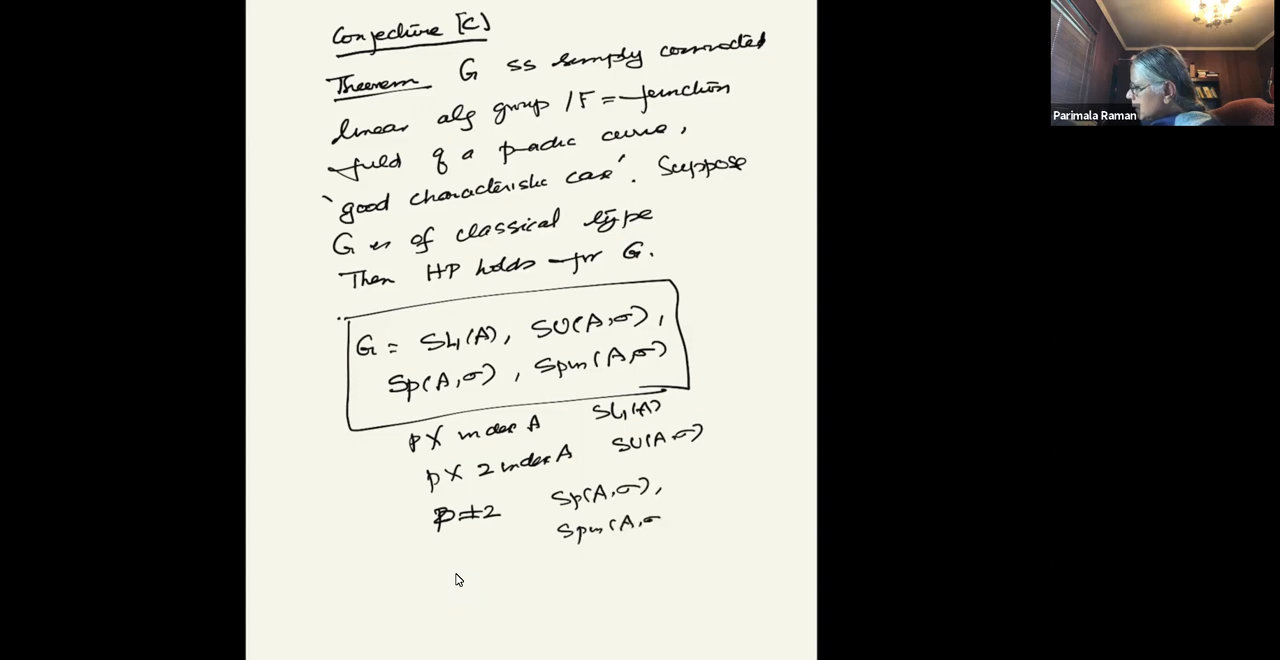 Conjecture [C]
Theorem G ss simply connected
linear alg group /F = function
field of a p-adic curve,
'good characteristic case'. Suppose
G is of classical type
Then HP holds for G.
G = SL₁(A), SU(A,σ),
Sp(A,σ), Spin(A,σ)
p ∤ index A SL₁(A)
p ∤ 2 index A SU(A,σ)
p ≠ 2 Sp(A,σ),
Spin(A,σ
Parimala Raman